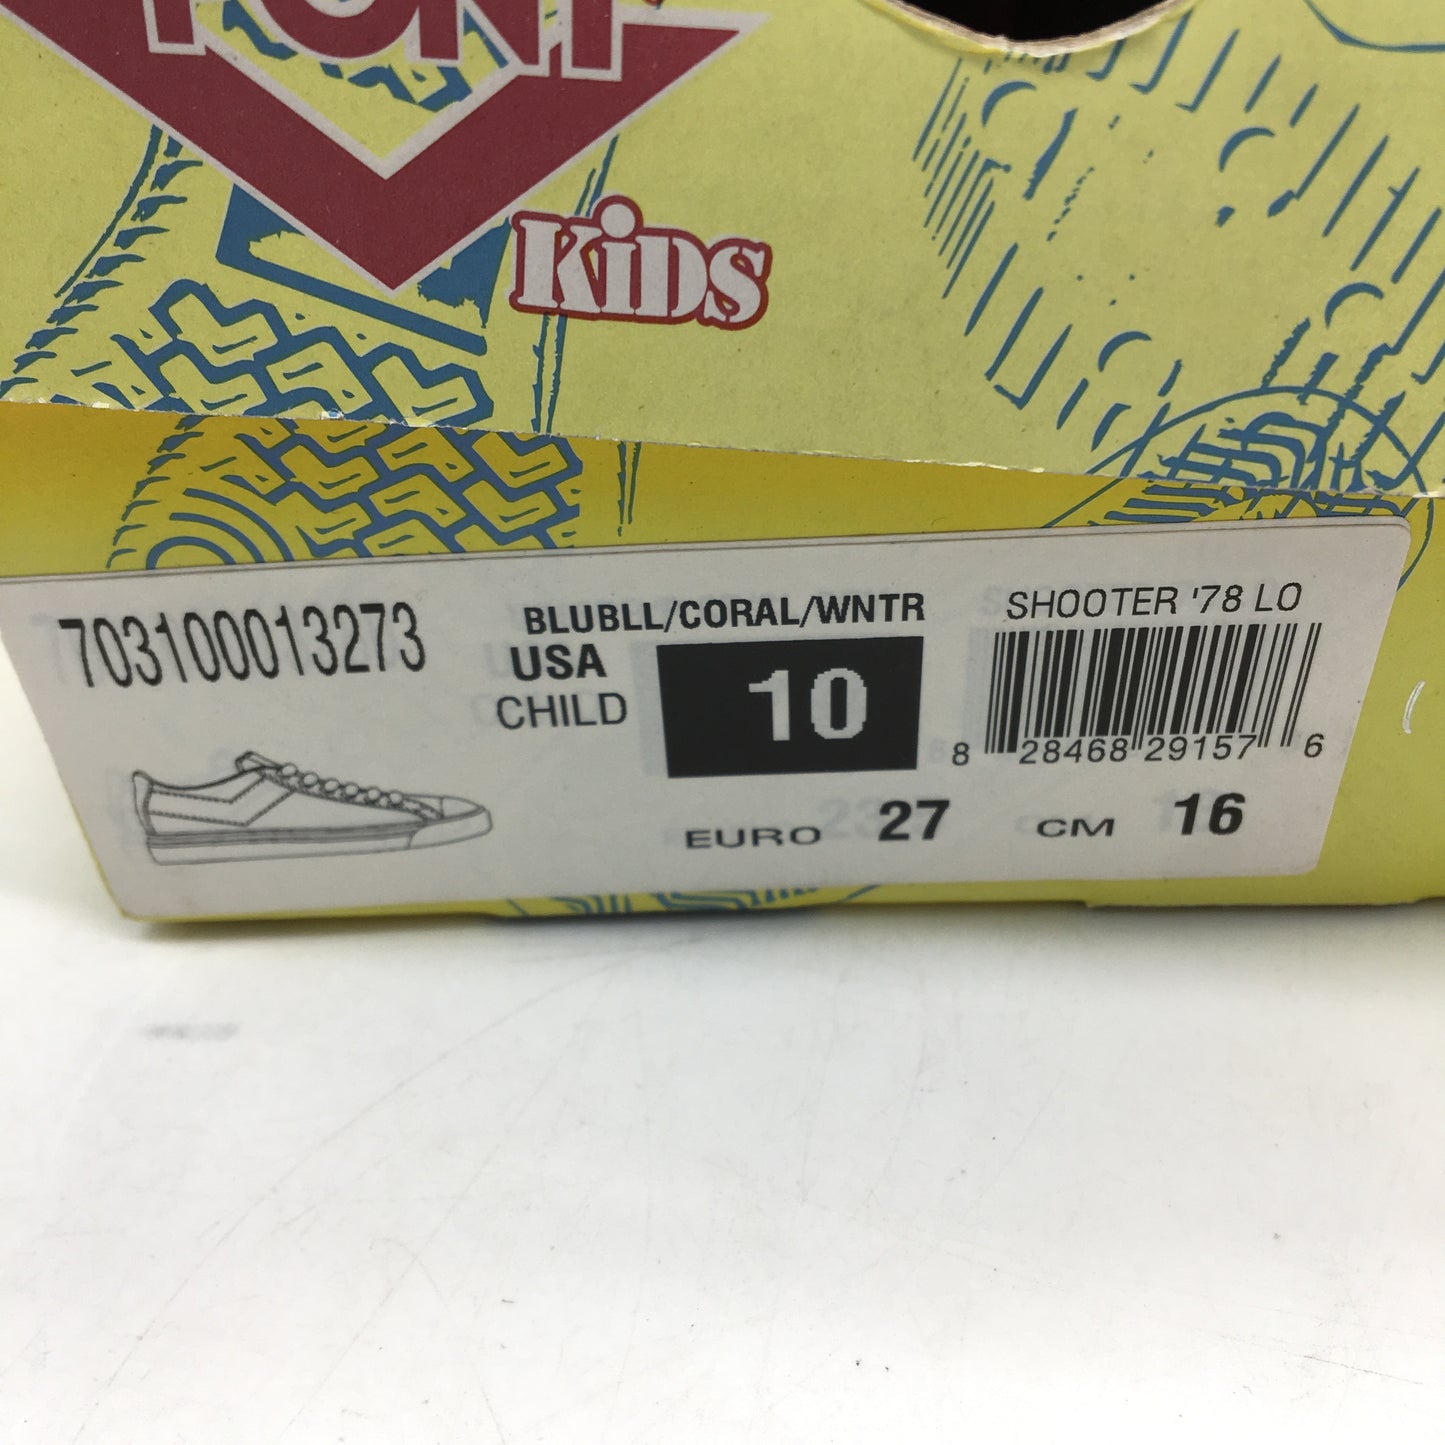 PONY
KiDS
703100013273
BLUBLL/CORAL/WNTR
USA
CHILD
10
SHOOTER '78 LO
8 28468 29157 6
EURO 27
CM 16